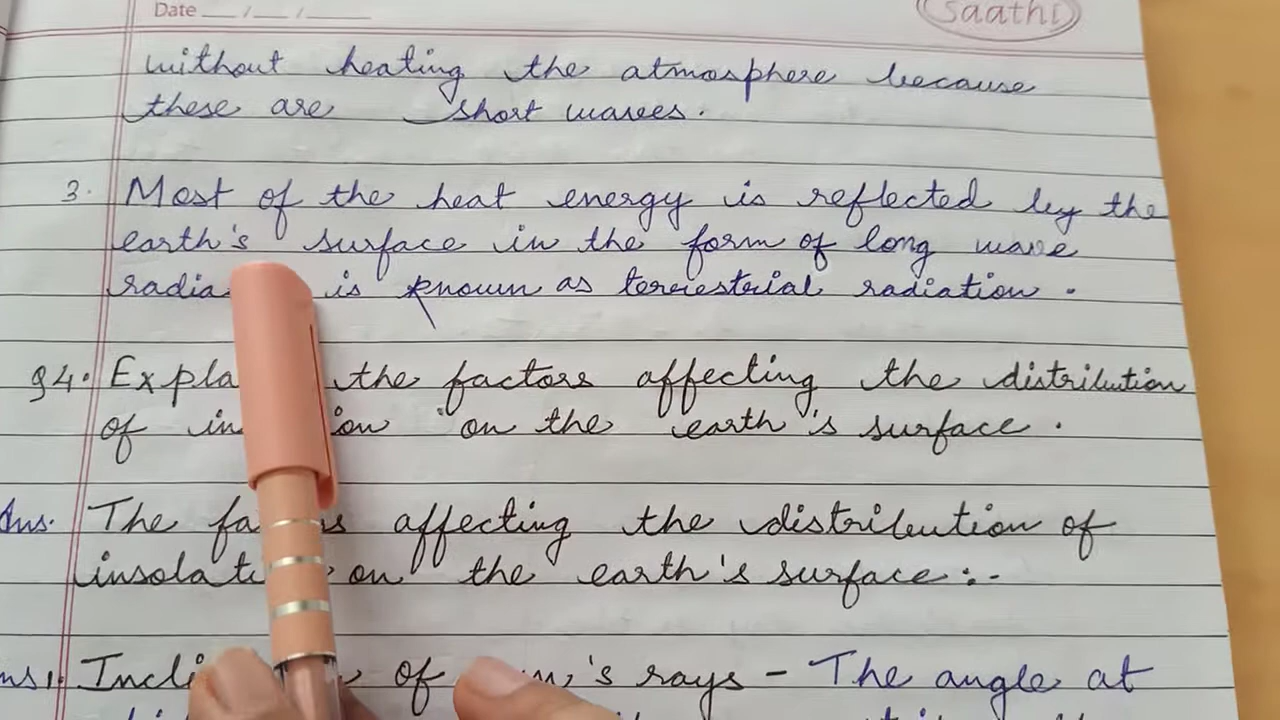 Date __/__/____
Saathi
without heating the atmosphere because
these are short waves.
3. Most of the heat energy is reflected by the
earth's surface in the form of long wave
is known as terrestrial radiation.
Q4. the factors affecting the distribution
of on the earth's surface.
Ans. The affecting the distribution of
on the earth's surface:-
of rays - The angle at